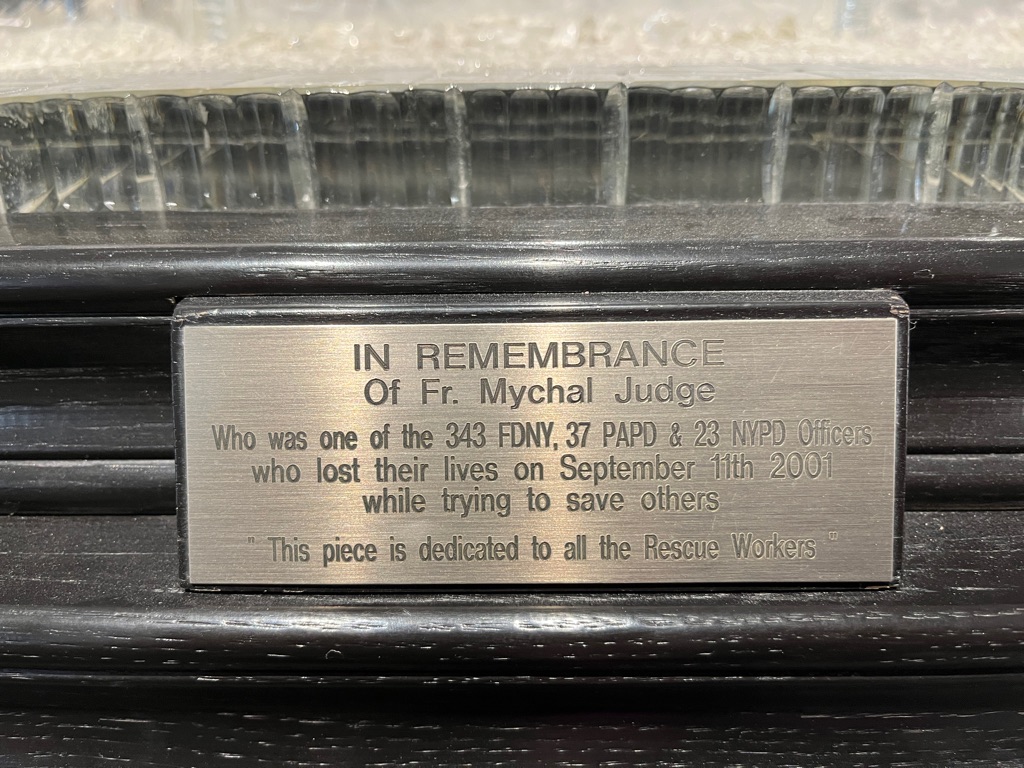 IN REMEMBRANCE
Of Fr. Mychal Judge
Who was one of the 343 FDNY, 37 PAPD & 23 NYPD Officers
who lost their lives on September 11th 2001
while trying to save others
" This piece is dedicated to all the Rescue Workers "